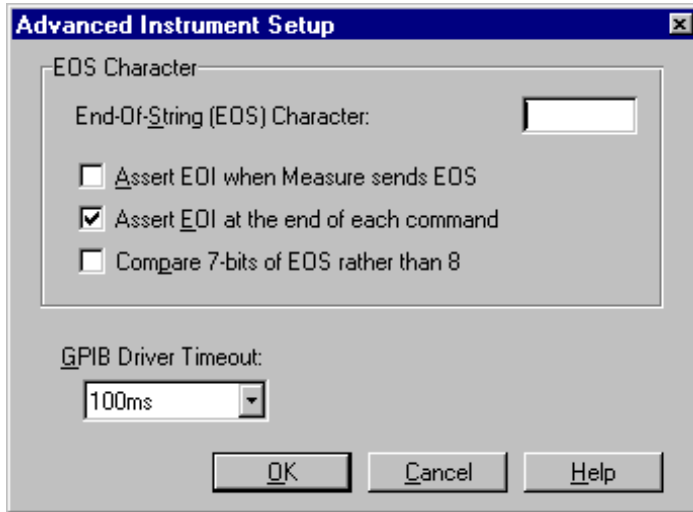 Advanced Instrument Setup
EOS Character
End-Of-String (EOS) Character:
Assert EOI when Measure sends EOS
Assert EOI at the end of each command
Compare 7-bits of EOS rather than 8
GPIB Driver Timeout:
100ms
OK Cancel Help